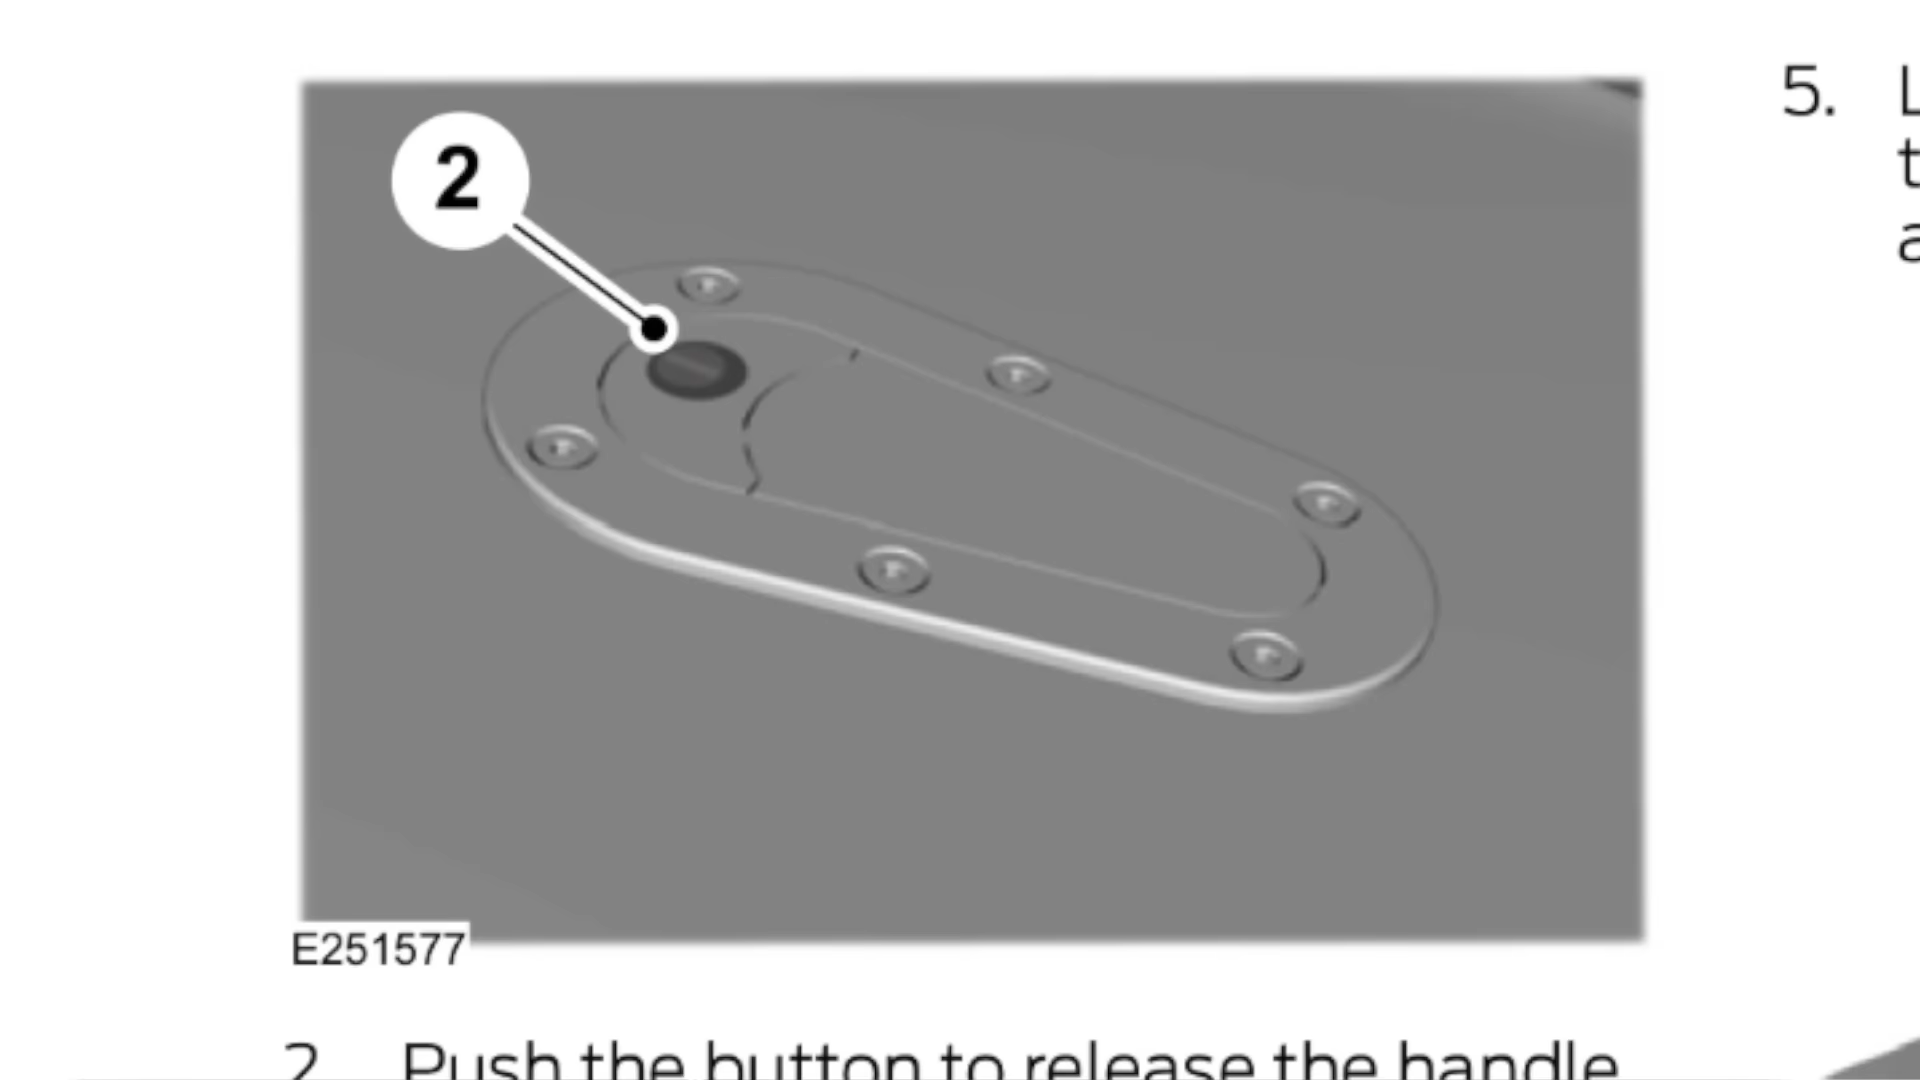 2
E251577
2. Push the button to release the handle
5. L
t
a